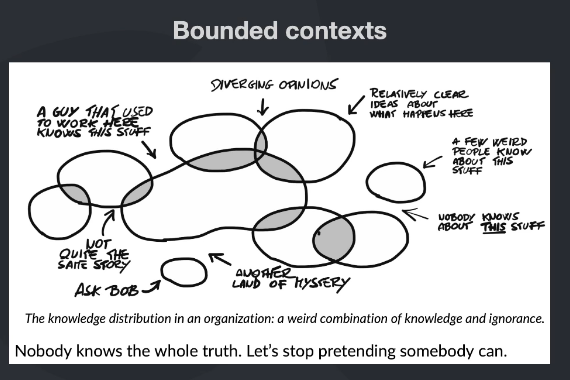 Bounded contexts
DIVERGING OPINIONS
RELATIVELY CLEAR
IDEAS ABOUT
WHAT HAPPENS HERE
A GUY THAT USED
TO WORK HERE
KNOWS THIS STUFF
A FEW WEIRD
PEOPLE KNOW
ABOUT THIS
STUFF
NOBODY KNOWS
ABOUT THIS STUFF
NOT
QUITE THE
SAME STORY
ANOTHER
LAND OF MYSTERY
ASK BOB
The knowledge distribution in an organization: a weird combination of knowledge and ignorance.
Nobody knows the whole truth. Let's stop pretending somebody can.